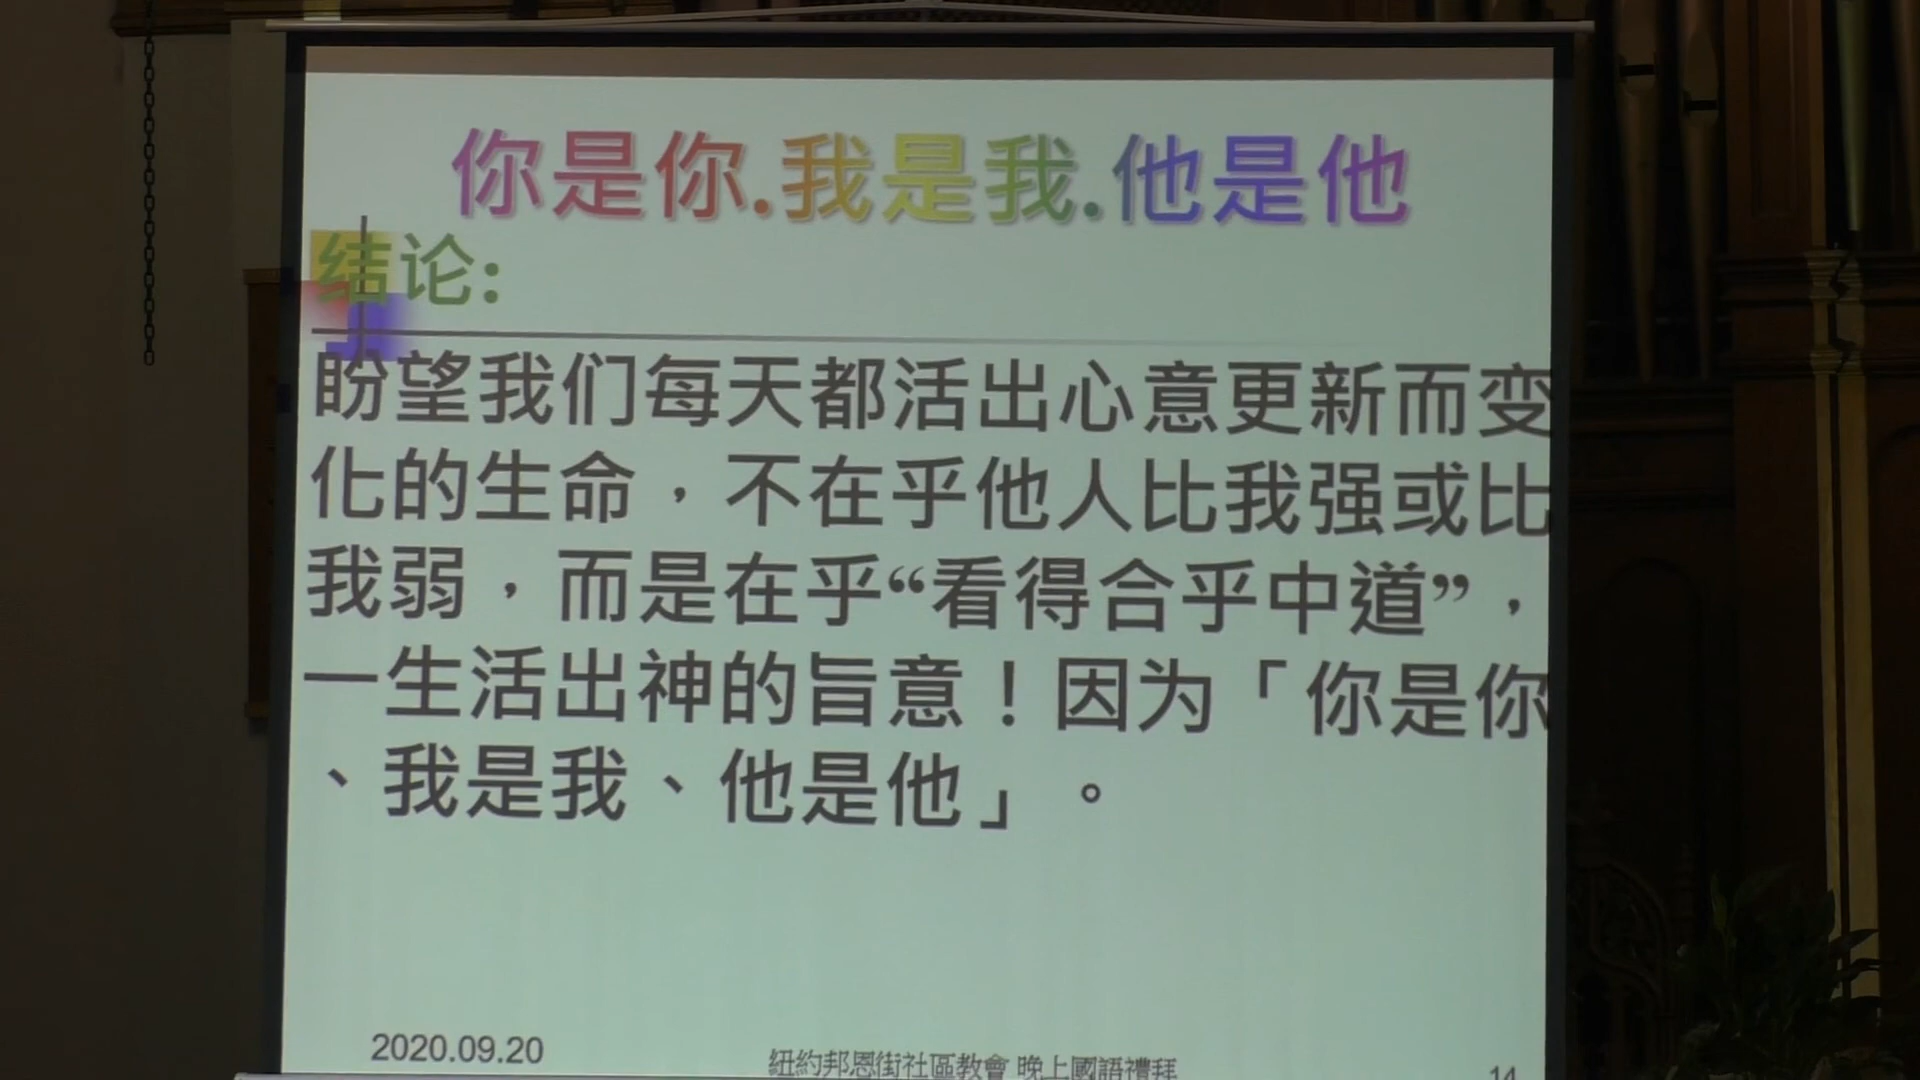 你是你.我是我.他是他
结论:
盼望我们每天都活出心意更新而变
化的生命，不在乎他人比我强或比
我弱，而是在乎“看得合乎中道”，
一生活出神的旨意！因为「你是你
、我是我、他是他」。
2020.09.20
紐約邦恩街社區教會 晚上國語禮拜
14